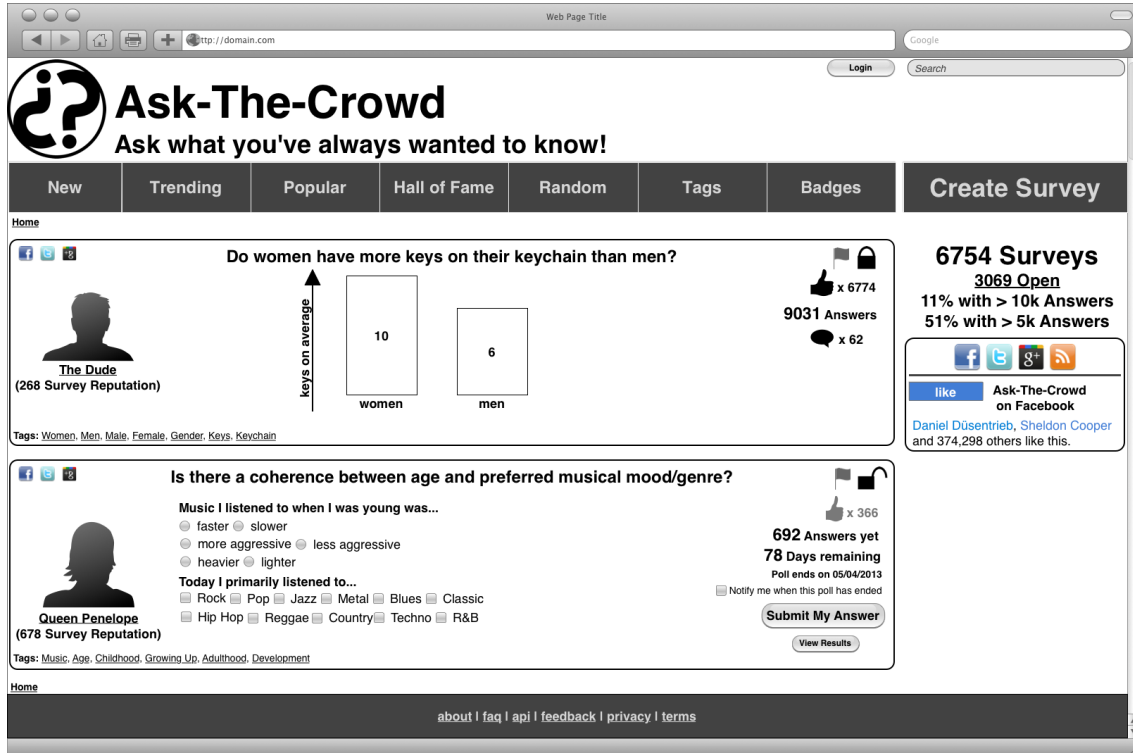 Web Page Title
ttp://domain.com
Google
Login
Search
¿?
Ask-The-Crowd
Ask what you've always wanted to know!
New Trending Popular Hall of Fame Random Tags Badges Create Survey
Home
Do women have more keys on their keychain than men?
keys on average
10
6
women men
The Dude
(268 Survey Reputation)
x 6774
9031 Answers
x 62
Tags: Women, Men, Male, Female, Gender, Keys, Keychain
6754 Surveys
3069 Open
11% with > 10k Answers
51% with > 5k Answers
like
Ask-The-Crowd
on Facebook
Daniel Düsentrieb, Sheldon Cooper
and 374,298 others like this.
Is there a coherence between age and preferred musical mood/genre?
Music I listened to when I was young was...
faster slower
more aggressive less aggressive
heavier lighter
Today I primarily listened to...
Rock Pop Jazz Metal Blues Classic
Hip Hop Reggae Country Techno R&B
Queen Penelope
(678 Survey Reputation)
x 366
692 Answers yet
78 Days remaining
Poll ends on 05/04/2013
Notify me when this poll has ended
Submit My Answer
View Results
Tags: Music, Age, Childhood, Growing Up, Adulthood, Development
Home
about I faq I api I feedback I privacy I terms